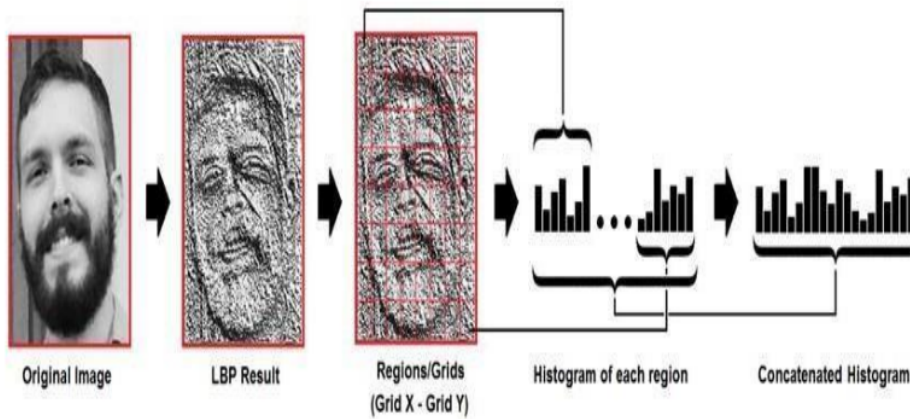 Original Image
LBP Result
Regions/Grids
(Grid X - Grid Y)
Histogram of each region
Concatenated Histogram